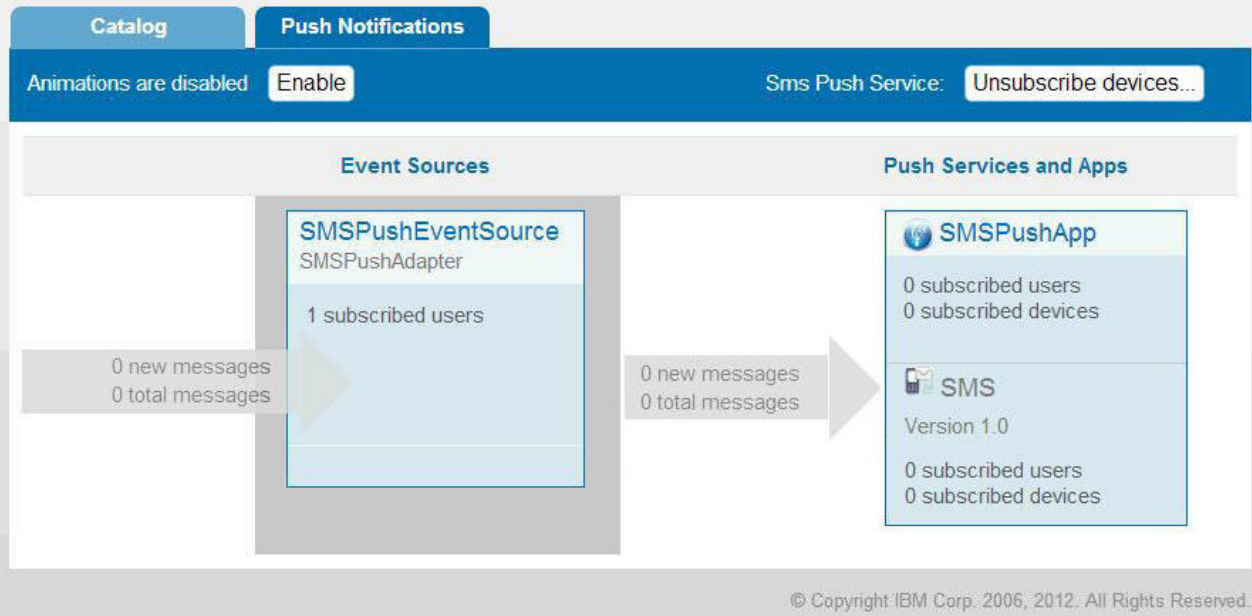 Catalog
Push Notifications
Animations are disabled
Enable
Sms Push Service:
Unsubscribe devices...
Event Sources
Push Services and Apps
SMSPushEventSource
SMSPushAdapter
1 subscribed users
0 new messages
0 total messages
0 new messages
0 total messages
SMSPushApp
0 subscribed users
0 subscribed devices
SMS
Version 1.0
0 subscribed users
0 subscribed devices
© Copyright IBM Corp. 2006, 2012. All Rights Reserved